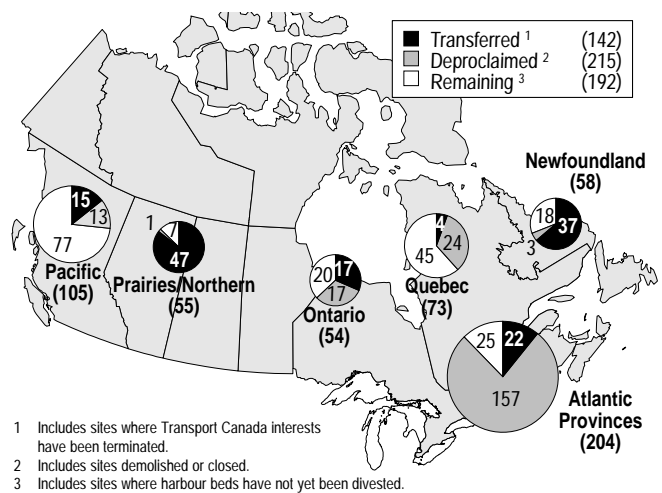 Transferred 1 (142)
Deproclaimed 2 (215)
Remaining 3 (192)
Newfoundland
(58)
18
37
3
15
13
77
Pacific
(105)
1
7
47
Prairies/Northern
(55)
20
17
17
Ontario
(54)
4
24
45
Quebec
(73)
25
22
157
Atlantic
Provinces
(204)
1 Includes sites where Transport Canada interests
have been terminated.
2 Includes sites demolished or closed.
3 Includes sites where harbour beds have not yet been divested.